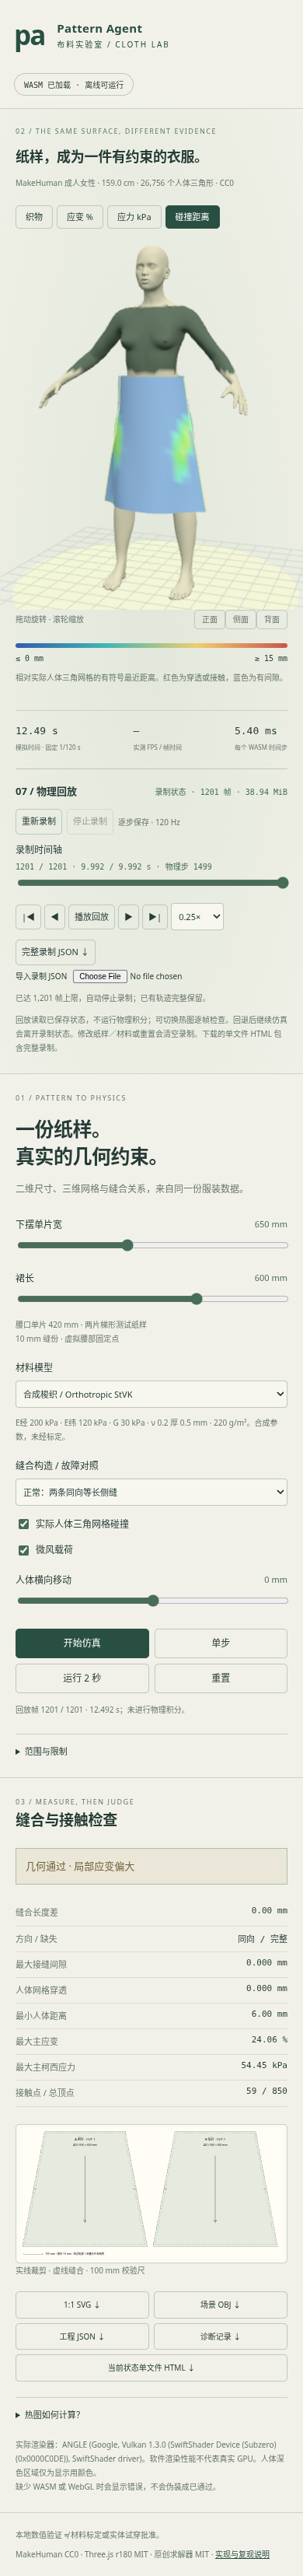 pa
Pattern Agent
布料实验室 / CLOTH LAB
WASM 已加载 · 离线可运行
02 / THE SAME SURFACE, DIFFERENT EVIDENCE
纸样，成为一件有约束的衣服。
MakeHuman 成人女性 · 159.0 cm · 26,756 个人体三角形 · CC0
织物
应变 %
应力 kPa
碰撞距离
拖动旋转 · 滚轮缩放
正面
侧面
背面
≤ 0 mm
≥ 15 mm
相对实际人体三角网格的有符号最近距离。红色为穿透或接触，蓝色为有间隙。
12.49 s
—
5.40 ms
模拟时间 · 固定 1/120 s
实测 FPS / 帧时间
每个 WASM 时间步
07 / 物理回放
录制状态 · 1201 帧 · 38.94 MiB
重新录制
停止录制
逐步保存 · 120 Hz
录制时间轴
1201 / 1201 · 9.992 / 9.992 s · 物理步 1499
|◀
◀
播放回放
▶
▶|
0.25×
完整录制 JSON ↓
导入录制 JSON
Choose File
No file chosen
已达 1,201 帧上限，自动停止录制；已有轨迹完整保留。
回放读取已保存状态，不运行物理积分；可切换热图逐帧检查。回退后继续仿真
会离开录制状态。修改纸样／材料或重置会清空录制。下载的单文件 HTML 包
含完整录制。
01 / PATTERN TO PHYSICS
一份纸样。
真实的几何约束。
二维尺寸、三维网格与缝合关系，来自同一份服装数据。
下摆单片宽
650 mm
裙长
600 mm
腰口单片 420 mm · 两片梯形测试纸样
10 mm 缝份 · 虚拟腰部固定点
材料模型
合成梭织 / Orthotropic StVK
E经 200 kPa · E纬 120 kPa · G 30 kPa · ν 0.2 厚 0.5 mm · 220 g/m²。合成参
数，未经标定。
缝合构造 / 故障对照
正常：两条同向等长侧缝
实际人体三角网格碰撞
微风载荷
人体横向移动
0 mm
开始仿真
单步
运行 2 秒
重置
回放帧 1201 / 1201 · 12.492 s；未进行物理积分。
▶ 范围与限制
03 / MEASURE, THEN JUDGE
缝合与接触检查
几何通过 · 局部应变偏大
缝合长度差
0.00 mm
方向 / 缺失
同向 / 完整
最大接缝间隙
0.000 mm
人体网格穿透
0.000 mm
最小人体距离
6.00 mm
最大主应变
24.06 %
最大主柯西应力
54.45 kPa
接触点 / 总顶点
59 / 850
实线裁剪 · 虚线缝合 · 100 mm 校验尺
1:1 SVG ↓
场景 OBJ ↓
工程 JSON ↓
诊断记录 ↓
当前状态单文件 HTML ↓
▶ 热图如何计算?
实际渲染器：ANGLE (Google, Vulkan 1.3.0 (SwiftShader Device (Subzero)
(0x0000C0DE)), SwiftShader driver)。软件渲染性能不代表真实 GPU。人体深
色区域仅为显示用颜色。
缺少 WASM 或 WebGL 时会显示错误，不会伪装成已通过。
本地数值验证 ≠ 材料标定或实体试穿批准。
MakeHuman CC0 · Three.js r180 MIT · 原创求解器 MIT · 实现与复现说明